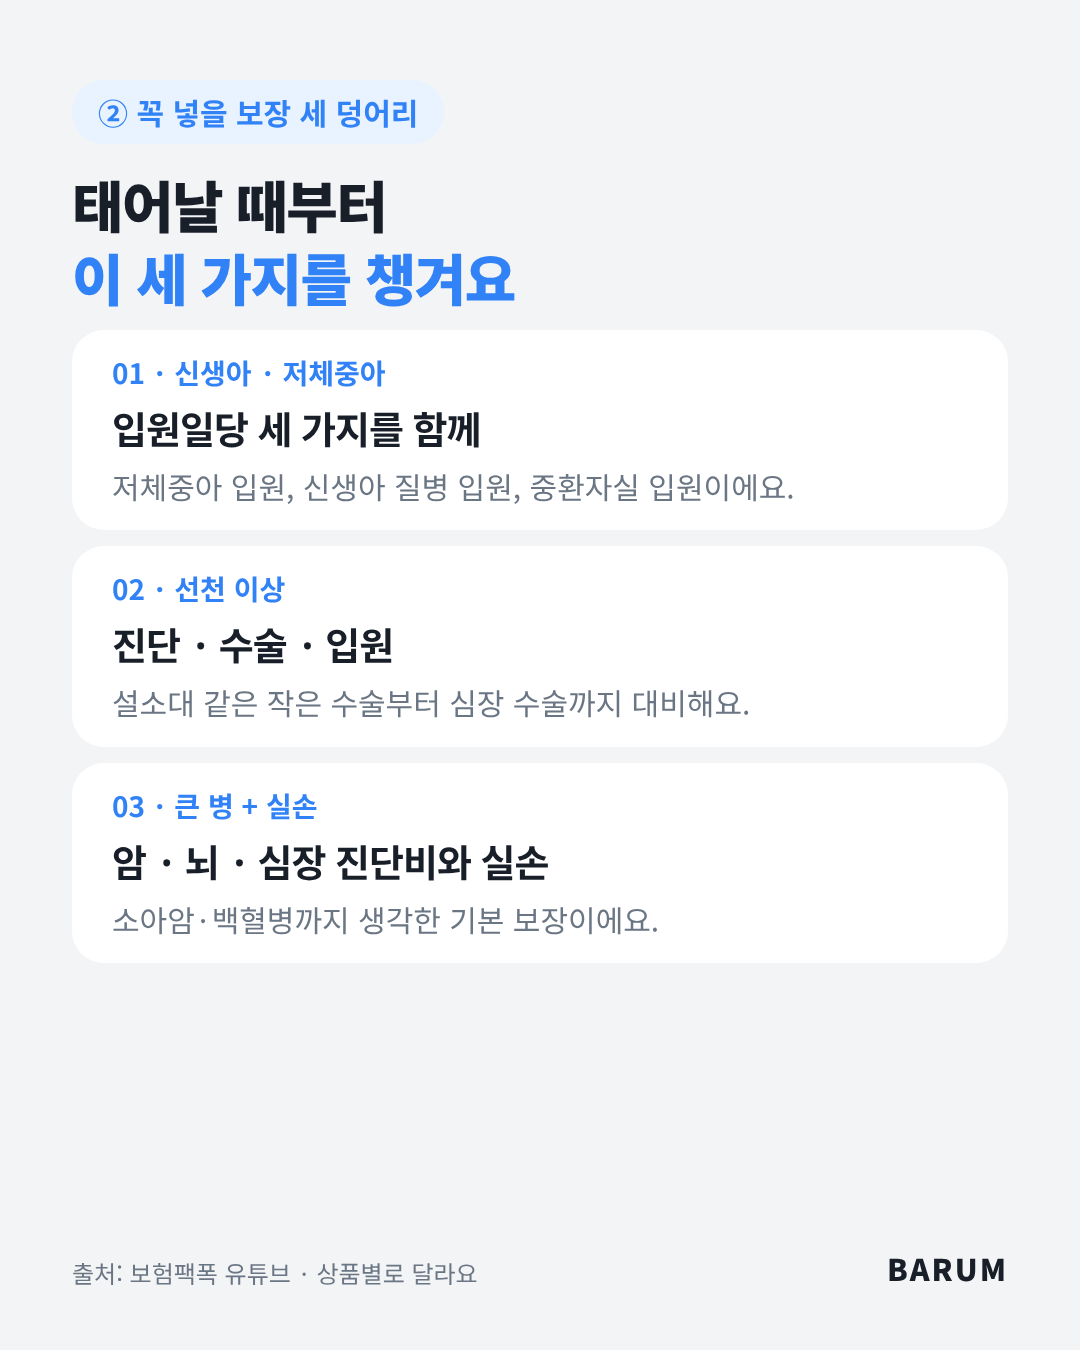 ② 꼭 넣을 보장 세 덩어리
태어날 때부터
이 세 가지를 챙겨요
01 · 신생아 · 저체중아
입원일당 세 가지를 함께
저체중아 입원, 신생아 질병 입원, 중환자실 입원이에요.
02 · 선천 이상
진단 · 수술 · 입원
설소대 같은 작은 수술부터 심장 수술까지 대비해요.
03 · 큰 병 + 실손
암 · 뇌 · 심장 진단비와 실손
소아암·백혈병까지 생각한 기본 보장이에요.
출처: 보험팩폭 유튜브 · 상품별로 달라요
BARUM